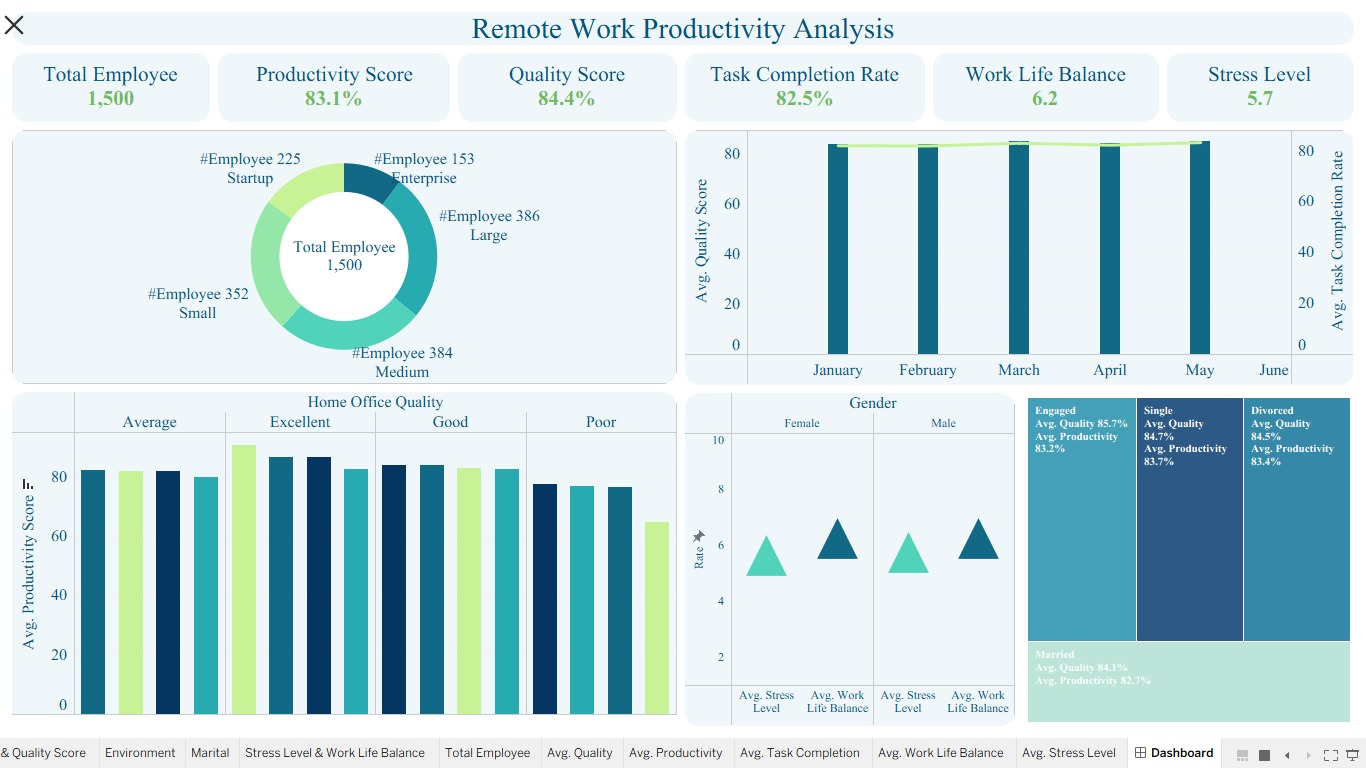 Remote Work Productivity Analysis
Total Employee
1,500
Productivity Score
83.1%
Quality Score
84.4%
Task Completion Rate
82.5%
Work Life Balance
6.2
Stress Level
5.7
#Employee 225
Startup
#Employee 153
Enterprise
#Employee 386
Large
Total Employee
1,500
#Employee 352
Small
#Employee 384
Medium
Avg. Quality Score
80
60
40
20
0
80
60
40
20
0
Avg. Task Completion Rate
January
February
March
April
May
June
Home Office Quality
Average
Excellent
Good
Poor
Avg. Productivity Score
80
60
40
20
0
Gender
Female
Male
Rate
10
8
6
4
2
Avg. Stress
Level
Avg. Work
Life Balance
Avg. Stress
Level
Avg. Work
Life Balance
Engaged
Avg. Quality 85.7%
Avg. Productivity
83.2%
Single
Avg. Quality
84.7%
Avg. Productivity
83.7%
Divorced
Avg. Quality
84.5%
Avg. Productivity
83.4%
Married
Avg. Quality 84.1%
Avg. Productivity 82.7%
& Quality Score
Environment
Marital
Stress Level & Work Life Balance
Total Employee
Avg. Quality
Avg. Productivity
Avg. Task Completion
Avg. Work Life Balance
Avg. Stress Level
Dashboard